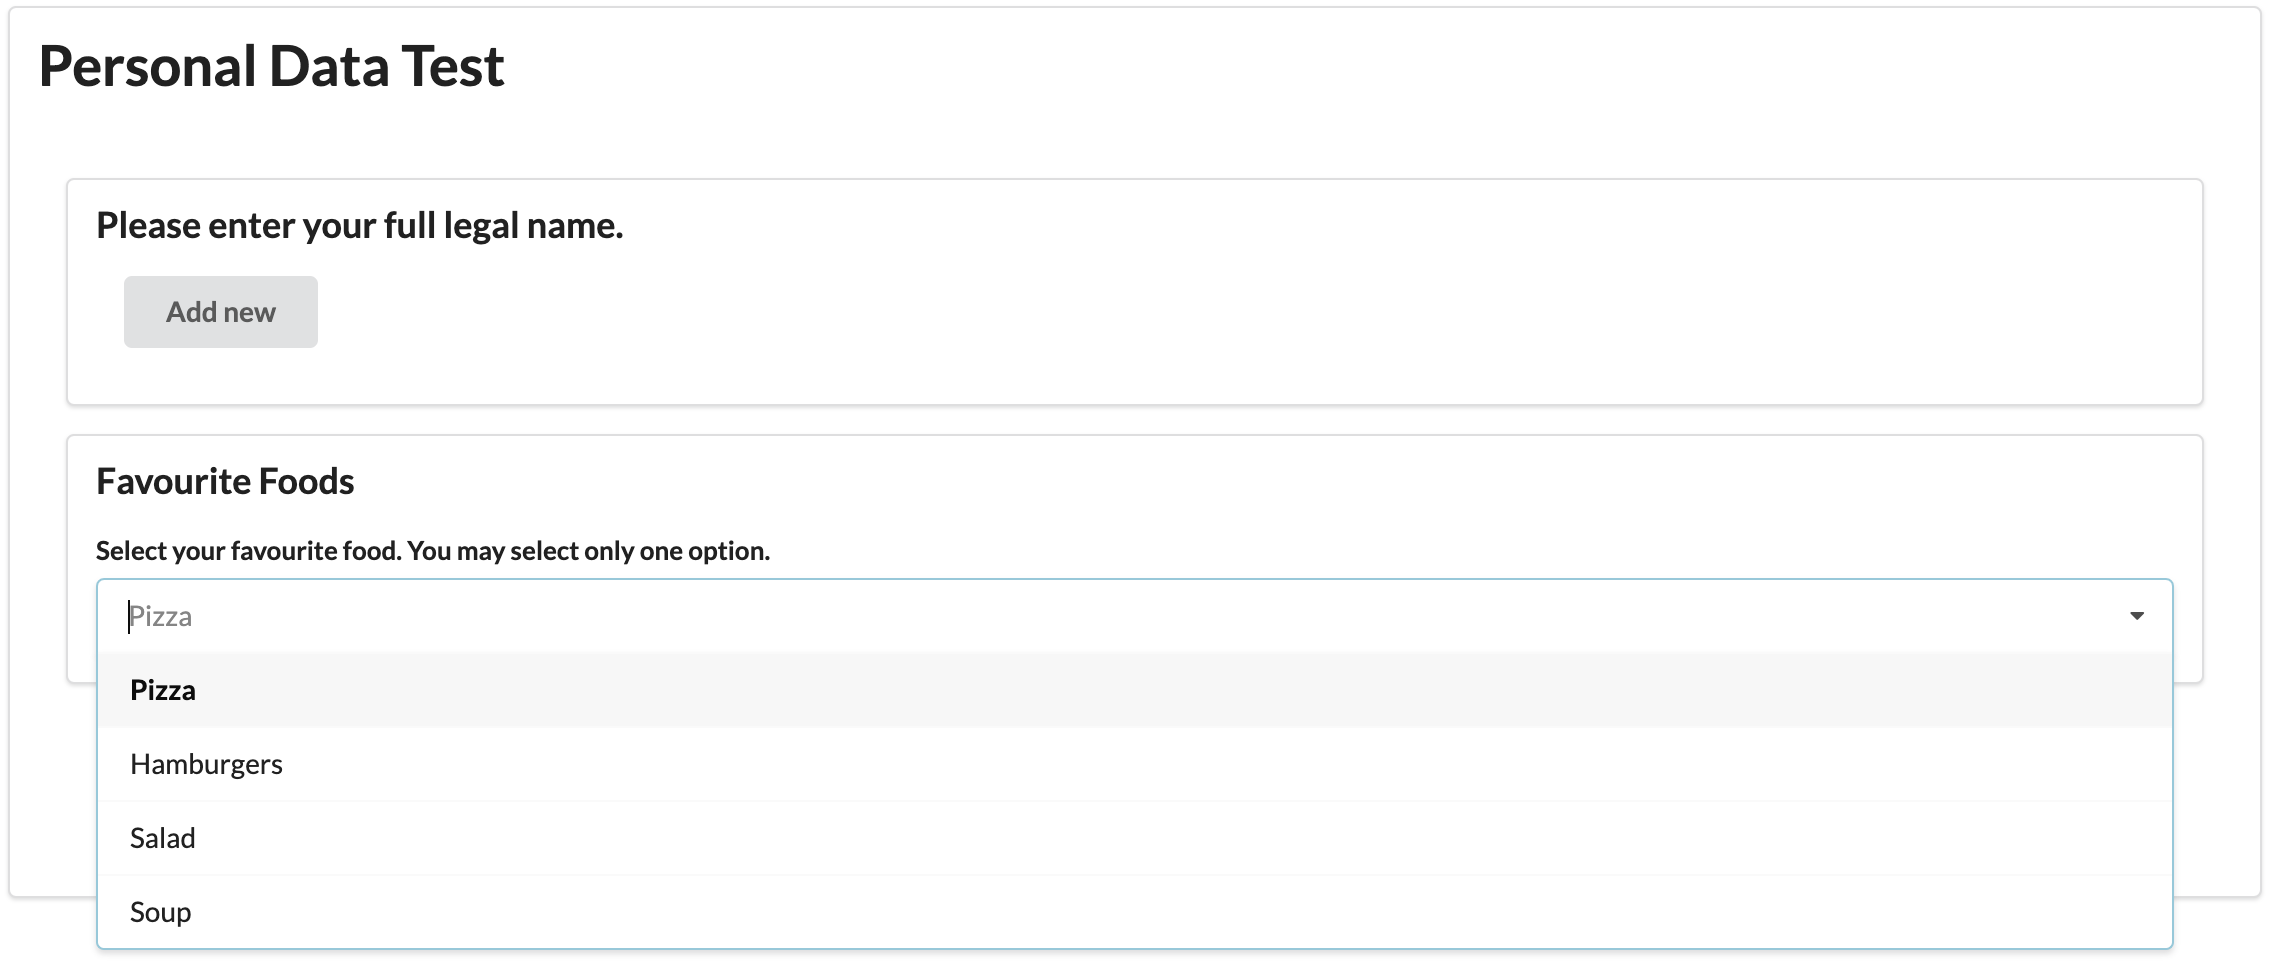 Personal Data Test
Please enter your full legal name.
Add new
Favourite Foods
Select your favourite food. You may select only one option.
Pizza
Pizza
Hamburgers
Salad
Soup